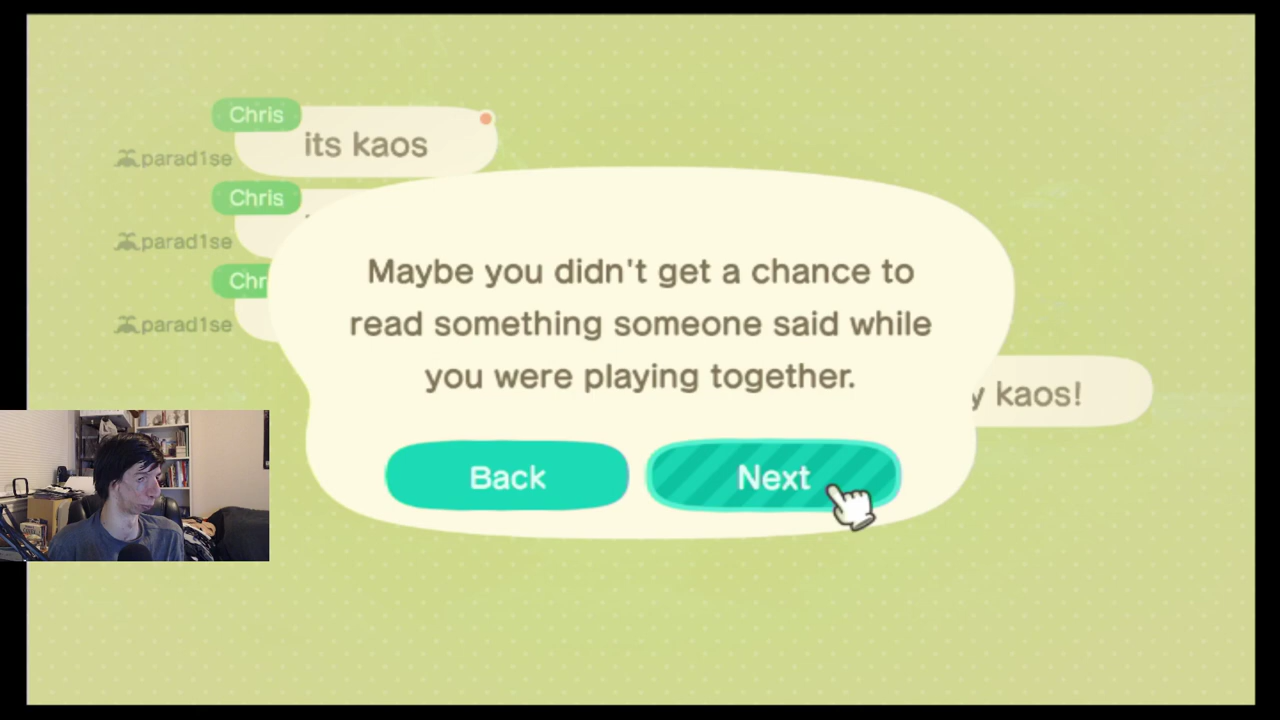 Chris
its kaos
parad1se
Chris
parad1se
Chr
parad1se
Maybe you didn't get a chance to
read something someone said while
you were playing together.
y kaos!
Back
Next